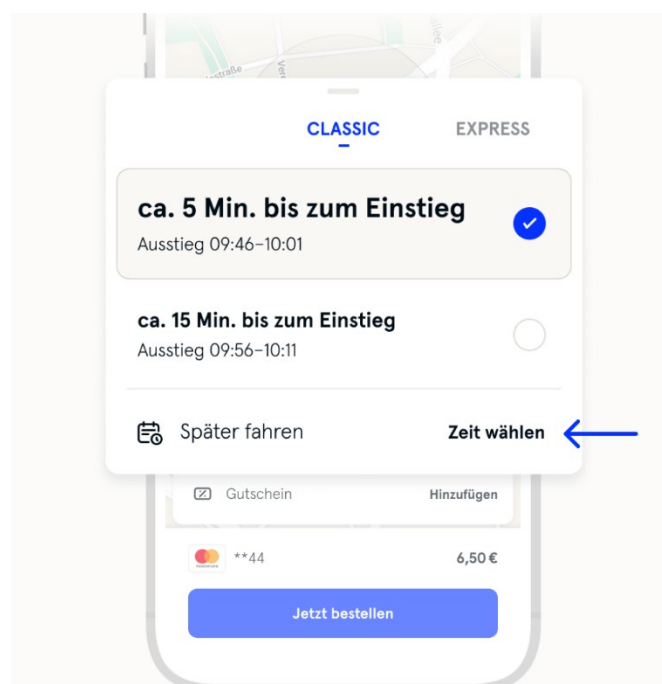 CLASSIC EXPRESS
ca. 5 Min. bis zum Einstieg
Ausstieg 09:46–10:01
ca. 15 Min. bis zum Einstieg
Ausstieg 09:56–10:11
Später fahren Zeit wählen
Gutschein Hinzufügen
**44 6,50 €
Jetzt bestellen